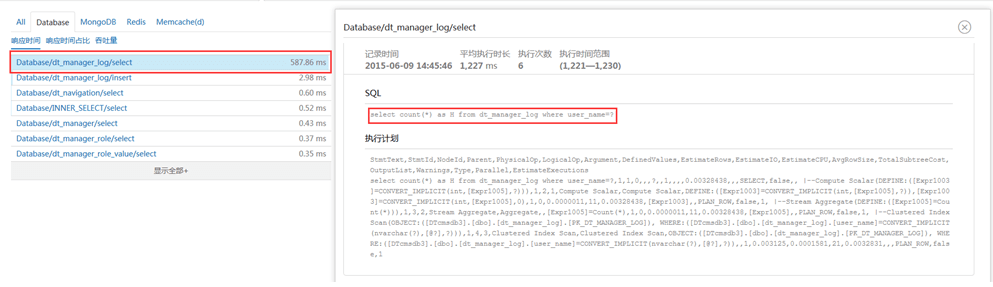 All Database MongoDB Redis Memcache(d)
响应时间 响应时间占比 吞吐量
Database/dt_manager_log/select 587.86 ms
Database/dt_manager_log/insert 2.98 ms
Database/dt_navigation/select 0.60 ms
Database/INNER_SELECT/select 0.52 ms
Database/dt_manager/select 0.43 ms
Database/dt_manager_role/select 0.37 ms
Database/dt_manager_role_value/select 0.35 ms
显示全部+
Database/dt_manager_log/select
记录时间 平均执行时长 执行次数 执行时间范围
2015-06-09 14:45:46 1,227 ms 6 (1,221—1,230)
SQL
select count(*) as H from dt_manager_log where user_name=?
执行计划
StmtText,StmtId,NodeId,Parent,PhysicalOp,LogicalOp,Argument,DefinedValues,EstimateRows,EstimateIO,EstimateCPU,AvgRowSize,TotalSubtreeCost,
OutputList,Warnings,Type,Parallel,EstimateExecutions
select count(*) as H from dt_manager_log where user_name=?,1,1,0,,,?,,1,,,,0.00328438,,,SELECT,false,, |--Compute Scalar(DEFINE:([Expr1003
]=CONVERT_IMPLICIT(int,[Expr1005],?))),1,2,1,Compute Scalar,Compute Scalar,DEFINE:([Expr1003]=CONVERT_IMPLICIT(int,[Expr1005],?)),[Expr100
3]=CONVERT_IMPLICIT(int,[Expr1005],0),1,0,0.0000011,11,0.00328438,[Expr1003],,PLAN_ROW,false,1, |--Stream Aggregate(DEFINE:([Expr1005]=Cou
nt(*))),1,3,2,Stream Aggregate,Aggregate,,[Expr1005]=Count(*),1,0,0.0000011,11,0.00328438,[Expr1005],,PLAN_ROW,false,1, |--Clustered Index
Scan(OBJECT:([DTcmsdb3].[dbo].[dt_manager_log].[PK_DT_MANAGER_LOG]), WHERE:([DTcmsdb3].[dbo].[dt_manager_log].[user_name]=CONVERT_IMPLICIT
(nvarchar(?),[@?],?))),1,4,3,Clustered Index Scan,Clustered Index Scan,OBJECT:([DTcmsdb3].[dbo].[dt_manager_log].[PK_DT_MANAGER_LOG]), WHE
RE:([DTcmsdb3].[dbo].[dt_manager_log].[user_name]=CONVERT_IMPLICIT(nvarchar(?),[@?],?)),,1,0.003125,0.0001581,21,0.0032831,,,PLAN_ROW,fals
e,1